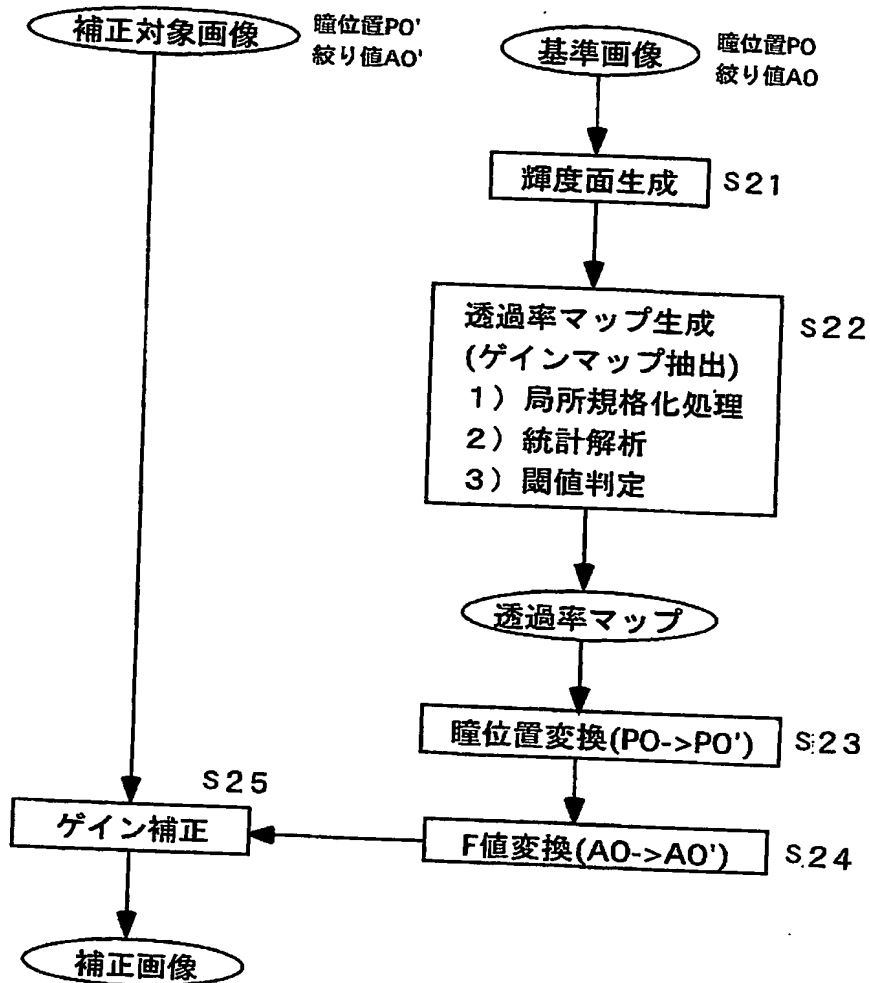 補正対象画像
瞳位置PO'
絞り値AO'
基準画像
瞳位置PO
絞り値AO
輝度面生成
S21
透過率マップ生成
(ゲインマップ抽出)
1）局所規格化処理
2）統計解析
3）閾値判定
S22
透過率マップ
瞳位置変換(PO->PO')
S23
F値変換(AO->AO')
S24
S25
ゲイン補正
補正画像